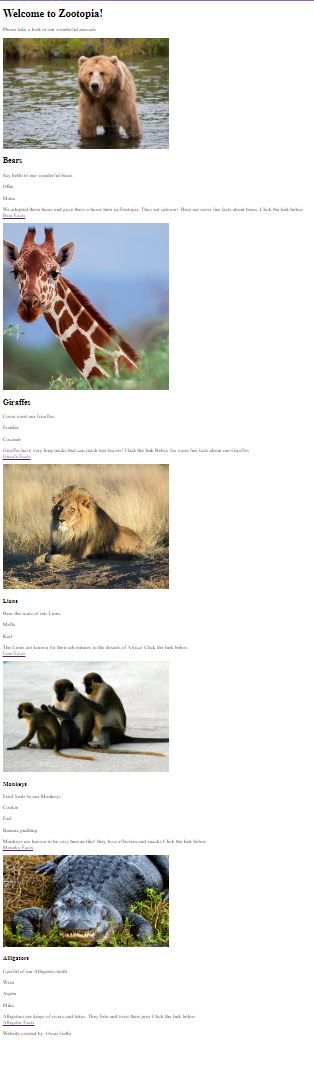 Welcome to Zootopia!
Please take a look at our wonderful animals
Bears
Say hello to our wonderful bears
Ollie
Mona
We adopted these bears and gave them a home here in Zootopia. They eat salmon! Here are some fun facts about bears. Click the link below
Bear Facts
Giraffes
Come meet our Giraffes
Frankie
Coconut
Giraffes have very long necks that can reach tree leaves! Click the link Below for some fun facts about our Giraffes
Giraffe Facts
Lions
Hear the roars of our Lions
Mufla
Karl
The Lions are known for their adventures in the deserts of Africa! Click the link below
Lion Facts
Monkeys
Feed fruits to our Monkeys
Cookie
Earl
Banana pudding
Monkeys are known to be very human like! they love affection and snacks Click the link below
Monkey Facts
Alligators
Careful of our Alligators teeth
Wren
Aspen
Mike
Alligators are kings of rivers and lakes. They bite and twist their prey Click the link below
Alligator Facts
Website created by: Oscar